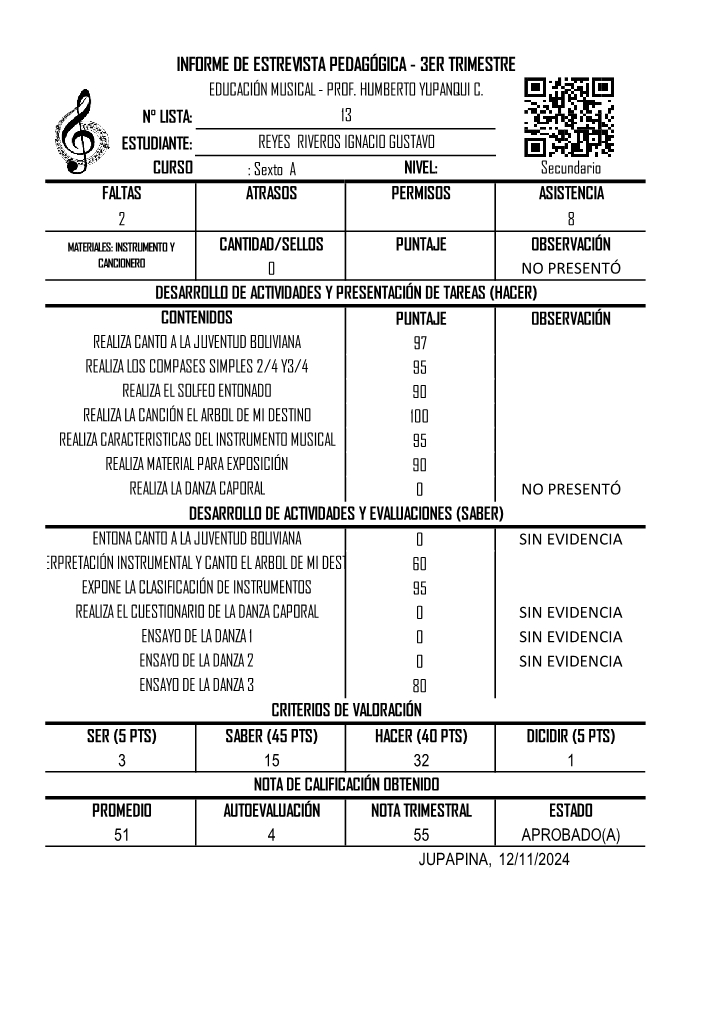 INFORME DE ESTREVISTA PEDAGÓGICA - 3ER TRIMESTRE
EDUCACIÓN MUSICAL - PROF. HUMBERTO YUPANQUI C.
Nº LISTA: 13
ESTUDIANTE: REYES RIVEROS IGNACIO GUSTAVO
CURSO : Sexto A NIVEL: Secundario
FALTAS ATRASOS PERMISOS ASISTENCIA
2 8
MATERIALES: INSTRUMENTO Y CANCIONERO CANTIDAD/SELLOS PUNTAJE OBSERVACIÓN
0 NO PRESENTÓ
DESARROLLO DE ACTIVIDADES Y PRESENTACIÓN DE TAREAS (HACER)
CONTENIDOS PUNTAJE OBSERVACIÓN
REALIZA CANTO A LA JUVENTUD BOLIVIANA 97
REALIZA LOS COMPASES SIMPLES 2/4 Y3/4 95
REALIZA EL SOLFEO ENTONADO 90
REALIZA LA CANCIÓN EL ARBOL DE MI DESTINO 100
REALIZA CARACTERISTICAS DEL INSTRUMENTO MUSICAL 95
REALIZA MATERIAL PARA EXPOSICIÓN 90
REALIZA LA DANZA CAPORAL 0 NO PRESENTÓ
DESARROLLO DE ACTIVIDADES Y EVALUACIONES (SABER)
ENTONA CANTO A LA JUVENTUD BOLIVIANA 0 SIN EVIDENCIA
ERPRETACIÓN INSTRUMENTAL Y CANTO EL ARBOL DE MI DEST 60
EXPONE LA CLASIFICACIÓN DE INSTRUMENTOS 95
REALIZA EL CUESTIONARIO DE LA DANZA CAPORAL 0 SIN EVIDENCIA
ENSAYO DE LA DANZA 1 0 SIN EVIDENCIA
ENSAYO DE LA DANZA 2 0 SIN EVIDENCIA
ENSAYO DE LA DANZA 3 80
CRITERIOS DE VALORACIÓN
SER (5 PTS) SABER (45 PTS) HACER (40 PTS) DICIDIR (5 PTS)
3 15 32 1
NOTA DE CALIFICACIÓN OBTENIDO
PROMEDIO AUTOEVALUACIÓN NOTA TRIMESTRAL ESTADO
51 4 55 APROBADO(A)
JUPAPINA, 12/11/2024